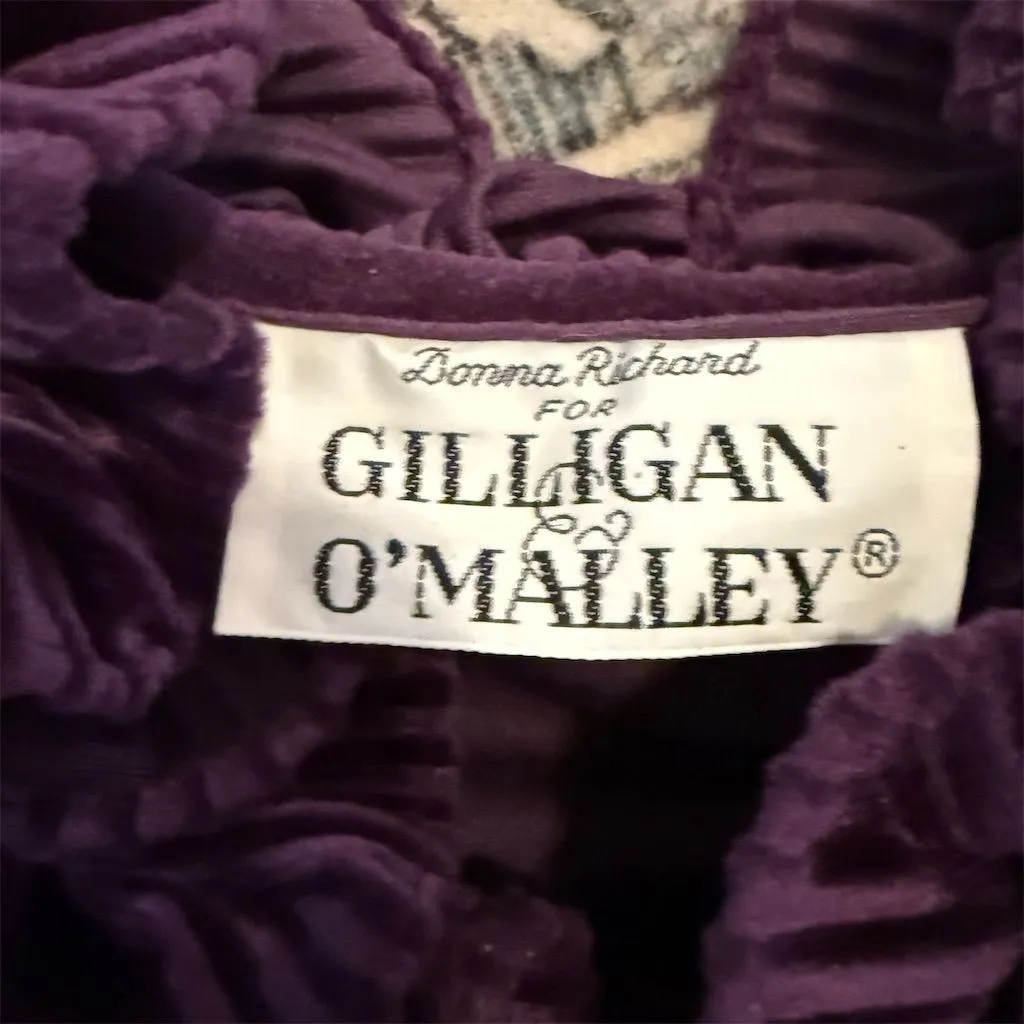 Donna Richard
FOR
GILLIGAN
&
O'MALLEY®